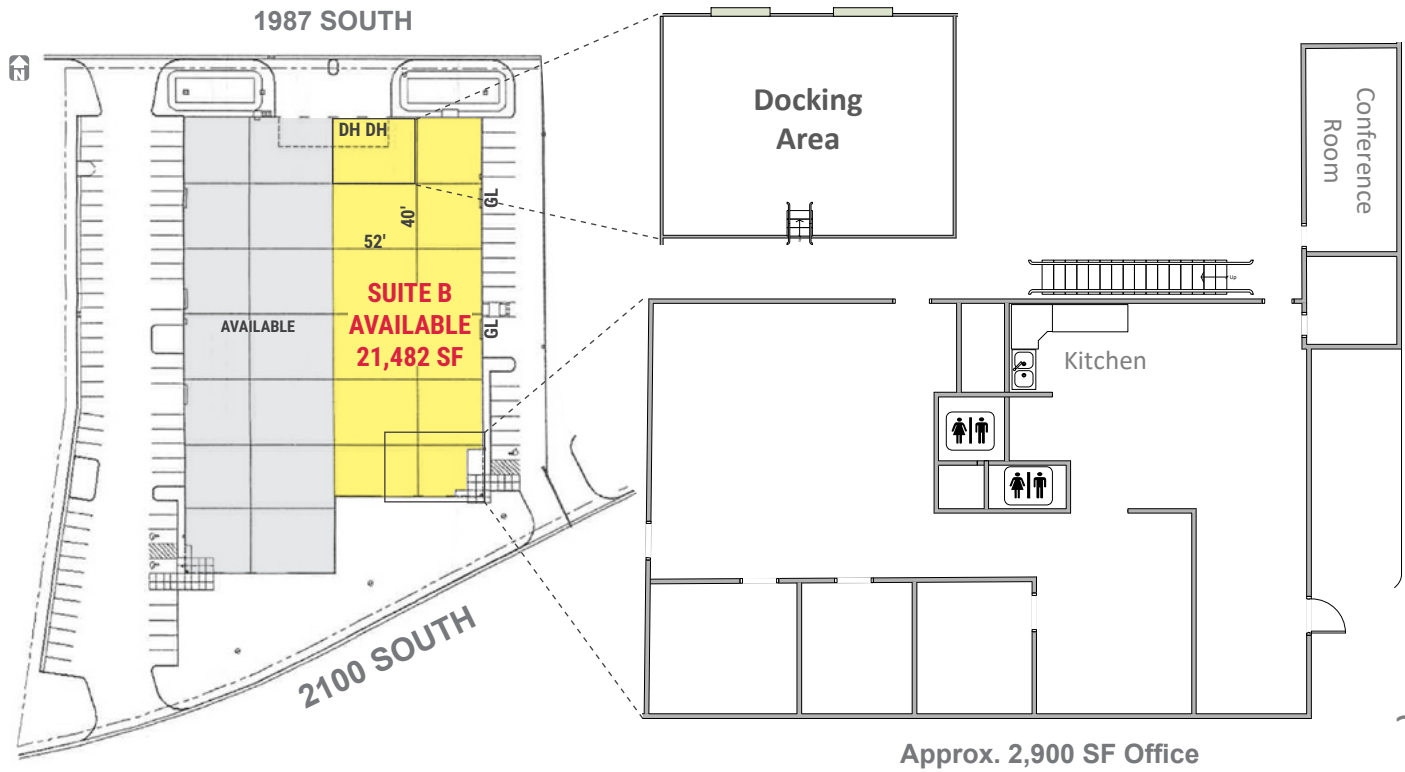 1987 SOUTH
N
DH DH
GL
40'
52'
SUITE B
AVAILABLE
21,482 SF
AVAILABLE
GL
2100 SOUTH
Docking
Area
Conference
Room
Up
Kitchen
Approx. 2,900 SF Office